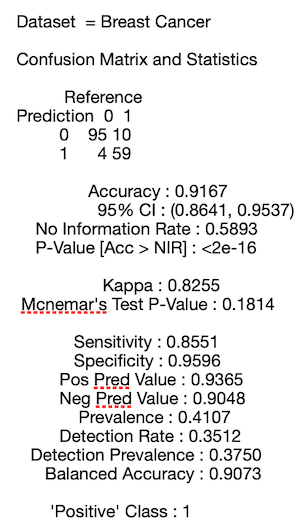 Dataset = Breast Cancer
Confusion Matrix and Statistics
Reference
Prediction 0 1
0 95 10
1 4 59
Accuracy : 0.9167
95% CI : (0.8641, 0.9537)
No Information Rate : 0.5893
P-Value [Acc > NIR] : <2e-16
Kappa : 0.8255
Mcnemar's Test P-Value : 0.1814
Sensitivity : 0.8551
Specificity : 0.9596
Pos Pred Value : 0.9365
Neg Pred Value : 0.9048
Prevalence : 0.4107
Detection Rate : 0.3512
Detection Prevalence : 0.3750
Balanced Accuracy : 0.9073
'Positive' Class : 1